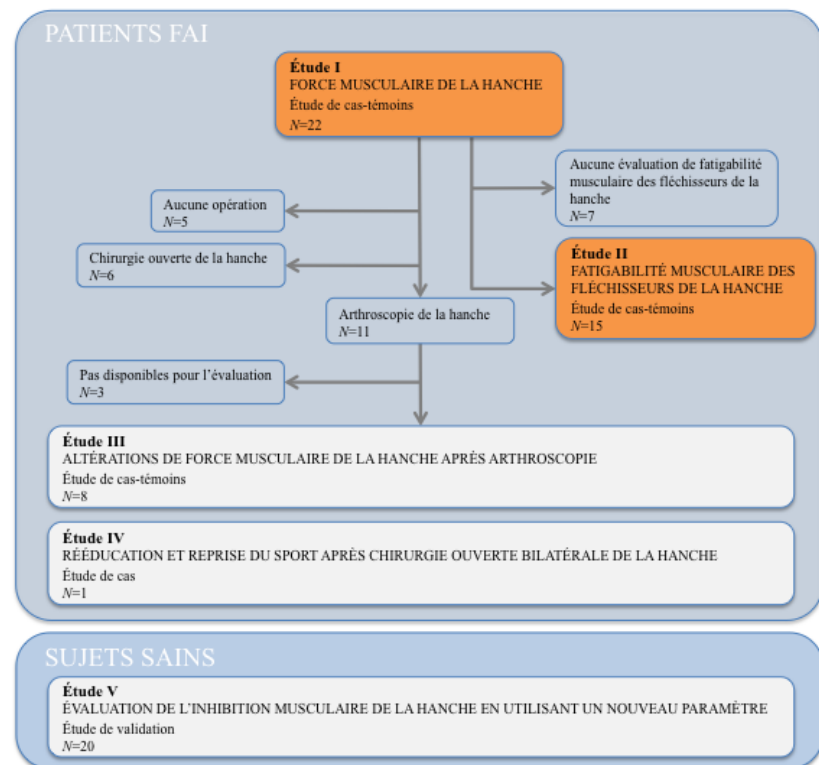 PATIENTS FAI
Étude I
FORCE MUSCULAIRE DE LA HANCHE
Étude de cas-témoins
N=22
Aucune évaluation de fatigabilité
musculaire des fléchisseurs de la
hanche
N=7
Aucune opération
N=5
Chirurgie ouverte de la hanche
N=6
Étude II
FATIGABILITÉ MUSCULAIRE DES
FLÉCHISSEURS DE LA HANCHE
Étude de cas-témoins
N=15
Arthroscopie de la hanche
N=11
Pas disponibles pour l'évaluation
N=3
Étude III
ALTÉRATIONS DE FORCE MUSCULAIRE DE LA HANCHE APRÈS ARTHROSCOPIE
Étude de cas-témoins
N=8
Étude IV
RÉÉDUCATION ET REPRISE DU SPORT APRÈS CHIRURGIE OUVERTE BILATÉRALE DE LA HANCHE
Étude de cas
N=1
SUJETS SAINS
Étude V
ÉVALUATION DE L'INHIBITION MUSCULAIRE DE LA HANCHE EN UTILISANT UN NOUVEAU PARAMÈTRE
Étude de validation
N=20